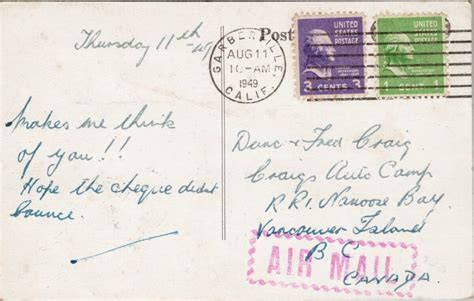 Thursday 11th
-49
Post
GARBERVILLE,
AUG 11
10-AM
1949
CALIF.
UNITED
STATES
POSTAGE
3 CENTS 3
UNITED
STATES
POSTAGE
1 CENT 1
Makes me think
of you!!
Hope the cheque didn't
bounce.
and Fred Craig
Craigs Auto Camp
R.R.1. Nanoose Bay
Vancouver Island
B C
CANADA.
AIR MAIL